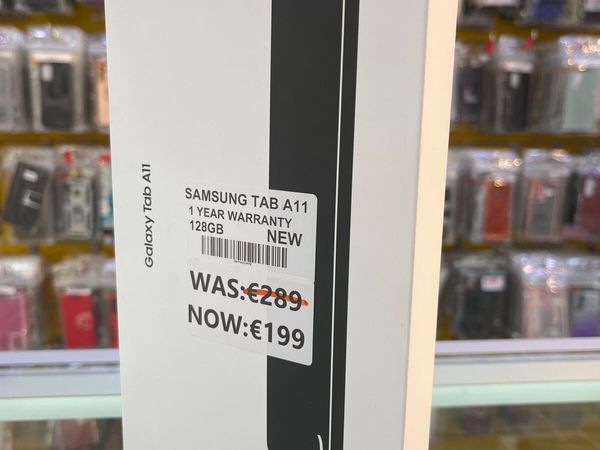 Galaxy Tab A11
SAMSUNG TAB A11
1 YEAR WARRANTY
128GB NEW
WAS:€289
NOW:€199